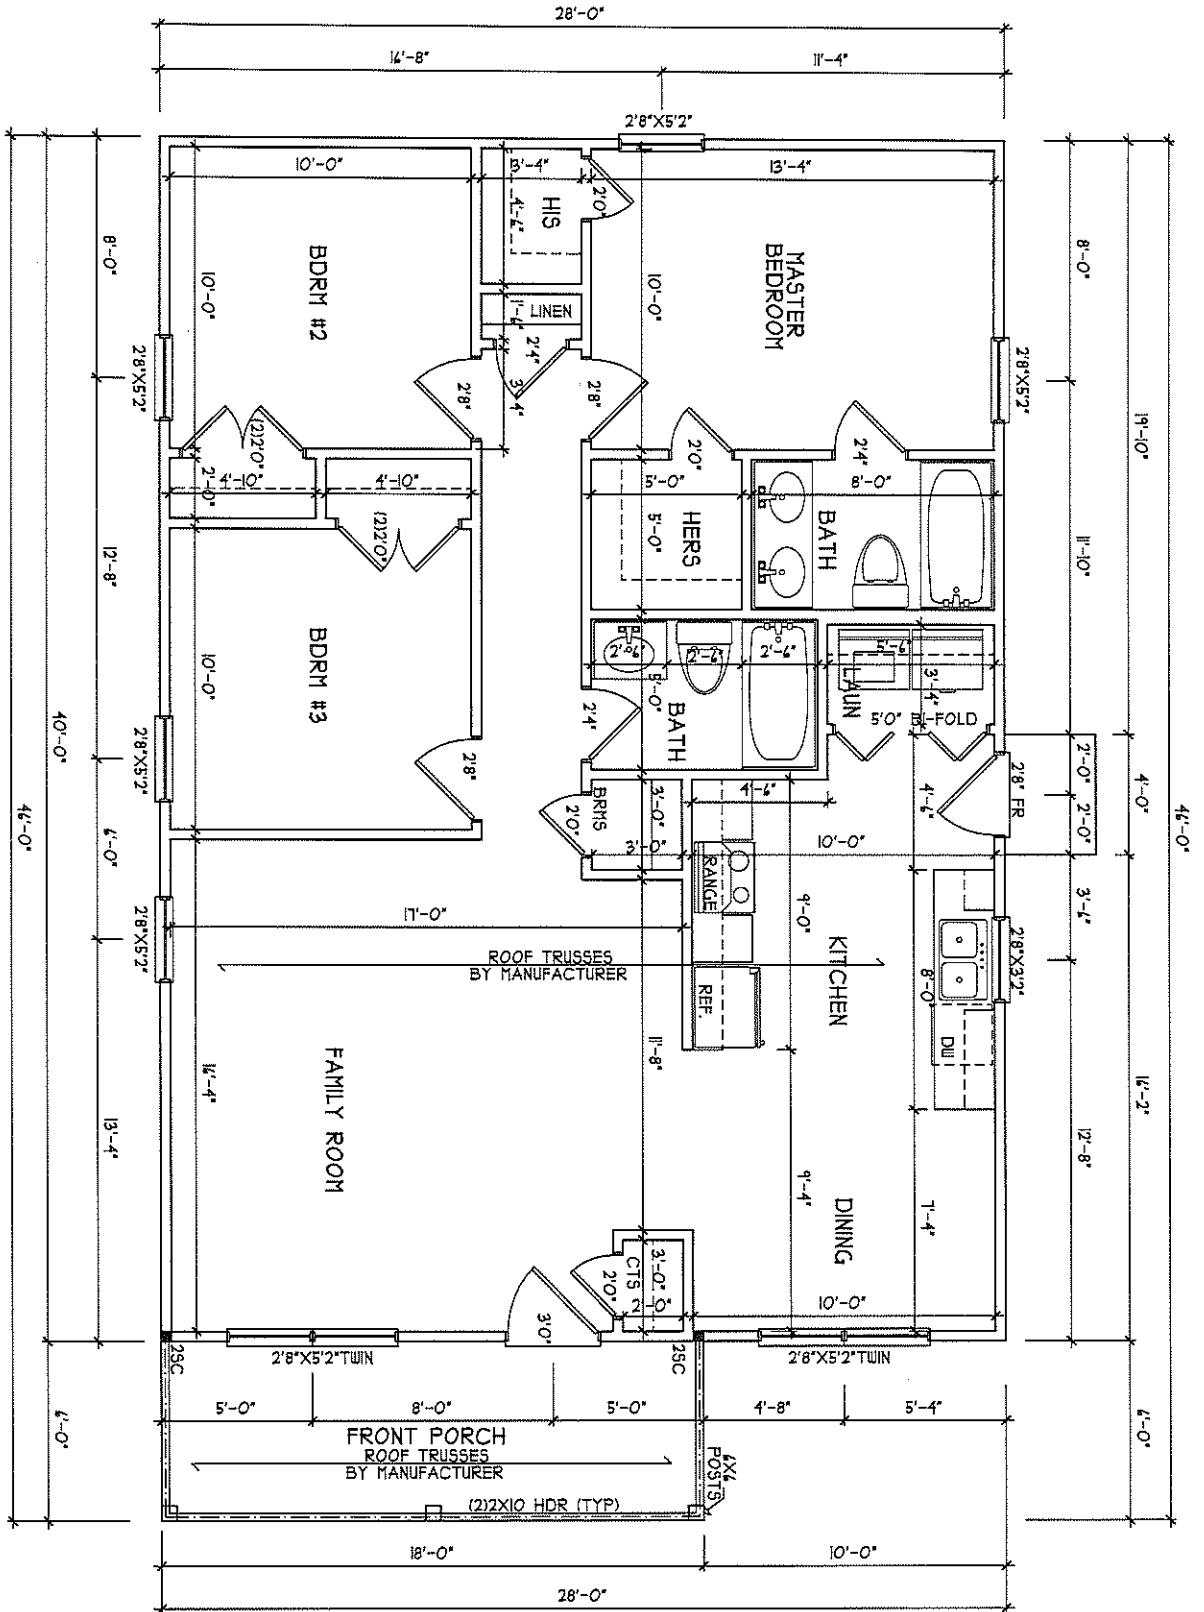 28'-0"
16'-8"
11'-4"
2'8"X5'2"
10'-0"
3'-4"
13'-4"
2'0"
4'-6"
HIS
8'-0"
8'-0"
BDRM #2
10'-0"
10'-0"
MASTER
BEDROOM
1'-6"
LINEN
2'4"
3'-4"
2'8"X5'2"
2'8"
2'8"
2'8"X5'2"
19'-10"
(2)2'0"
2'0"
2'4"
2'-0"
4'-10"
4'-10"
5'-0"
8'-0"
(2)2'0"
5'-0"
HERS
BATH
12'-8"
11'-10"
BDRM #3
10'-0"
2'-6"
2'-6"
2'-6"
5'-6"
5'-0"
3'-4"
LAUN
2'4"
BATH
5'0" BI-FOLD
40'-0"
2'8"X5'2"
2'8"
2'-0"
4'-0"
2'-0"
2'8" FR
4'-6"
4'-6"
BRMS
2'0"
3'-0"
3'-0"
10'-0"
46'-0"
46'-0"
6'-0"
RANGE
2'8"X5'2"
17'-0"
9'-0"
3'-6"
KITCHEN
2'8"X3'2"
ROOF TRUSSES
BY MANUFACTURER
REF.
8'-0"
DW
11'-8"
16'-4"
FAMILY ROOM
16'-2"
13'-4"
12'-8"
9'-4"
7'-4"
DINING
CTS
3'-0"
2'0"
2'-0"
10'-0"
3'0"
2SC
2'8"X5'2"TWIN
2SC
2'8"X5'2"TWIN
6'-0"
5'-0"
8'-0"
5'-0"
4'-8"
5'-4"
6'-0"
FRONT PORCH
ROOF TRUSSES
BY MANUFACTURER
6X6
POSTS
(2)2X10 HDR (TYP)
18'-0"
10'-0"
28'-0"